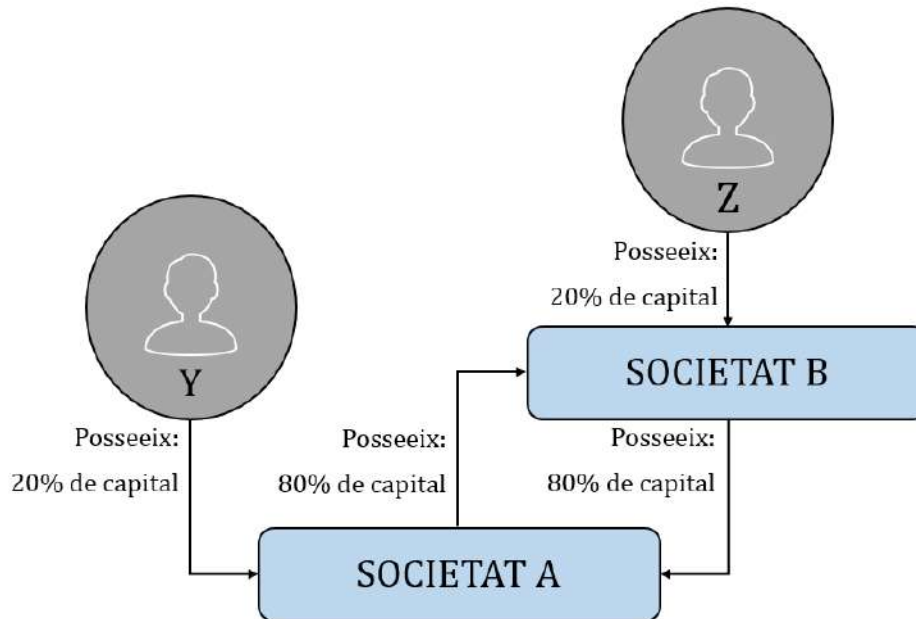 Z
Posseeix:
20% de capital
SOCIETAT B
Y
Posseeix:
20% de capital
Posseeix:
80% de capital
Posseeix:
80% de capital
SOCIETAT A